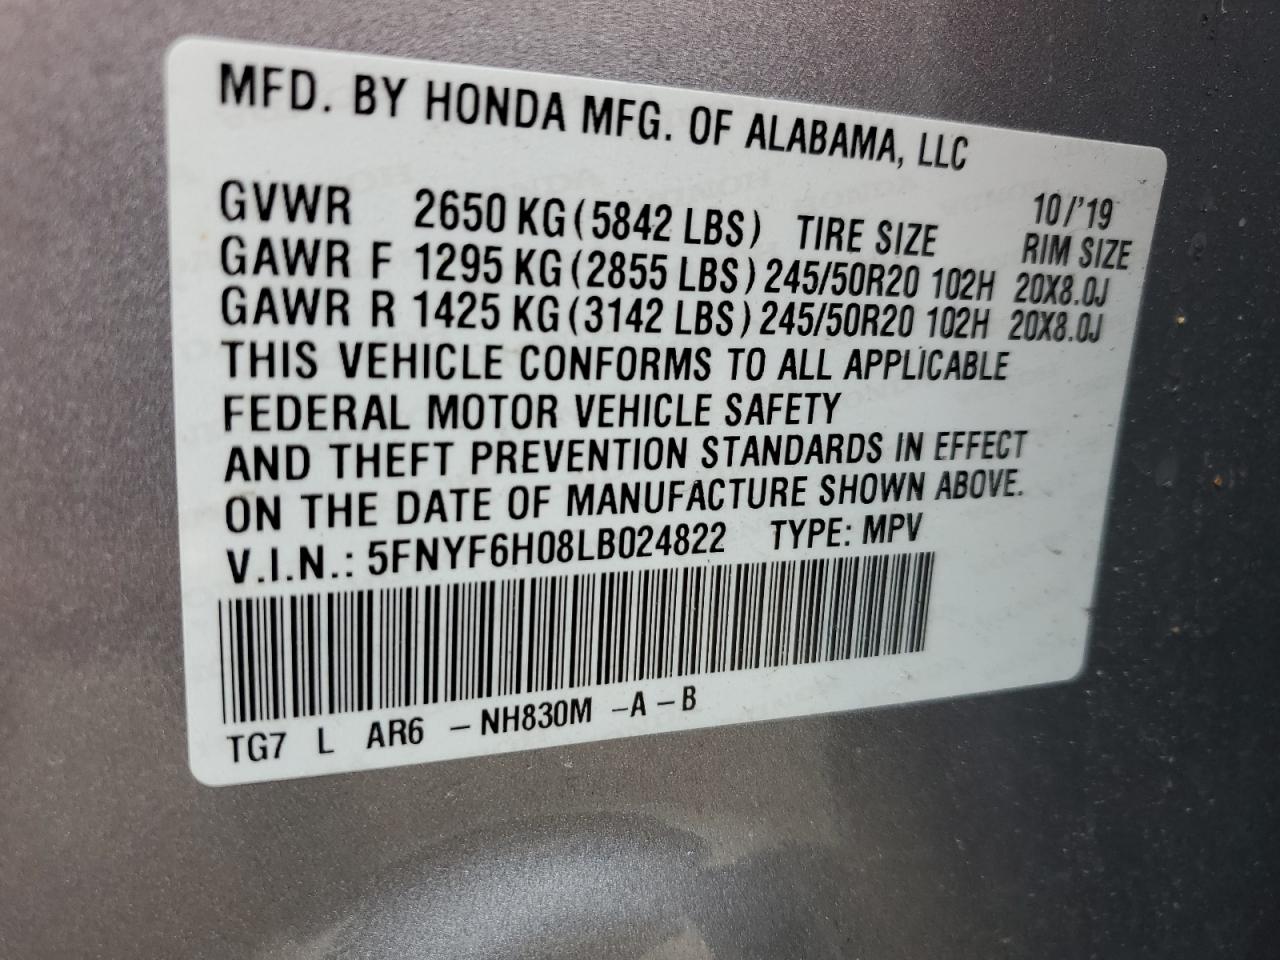 MFD. BY HONDA MFG. OF ALABAMA, LLC
10/'19
GVWR 2650 KG (5842 LBS) TIRE SIZE RIM SIZE
GAWR F 1295 KG (2855 LBS) 245/50R20 102H 20X8.0J
GAWR R 1425 KG (3142 LBS) 245/50R20 102H 20X8.0J
THIS VEHICLE CONFORMS TO ALL APPLICABLE
FEDERAL MOTOR VEHICLE SAFETY
AND THEFT PREVENTION STANDARDS IN EFFECT
ON THE DATE OF MANUFACTURE SHOWN ABOVE.
V.I.N.: 5FNYF6H08LB024822 TYPE: MPV
TG7 L AR6 – NH830M – A – B